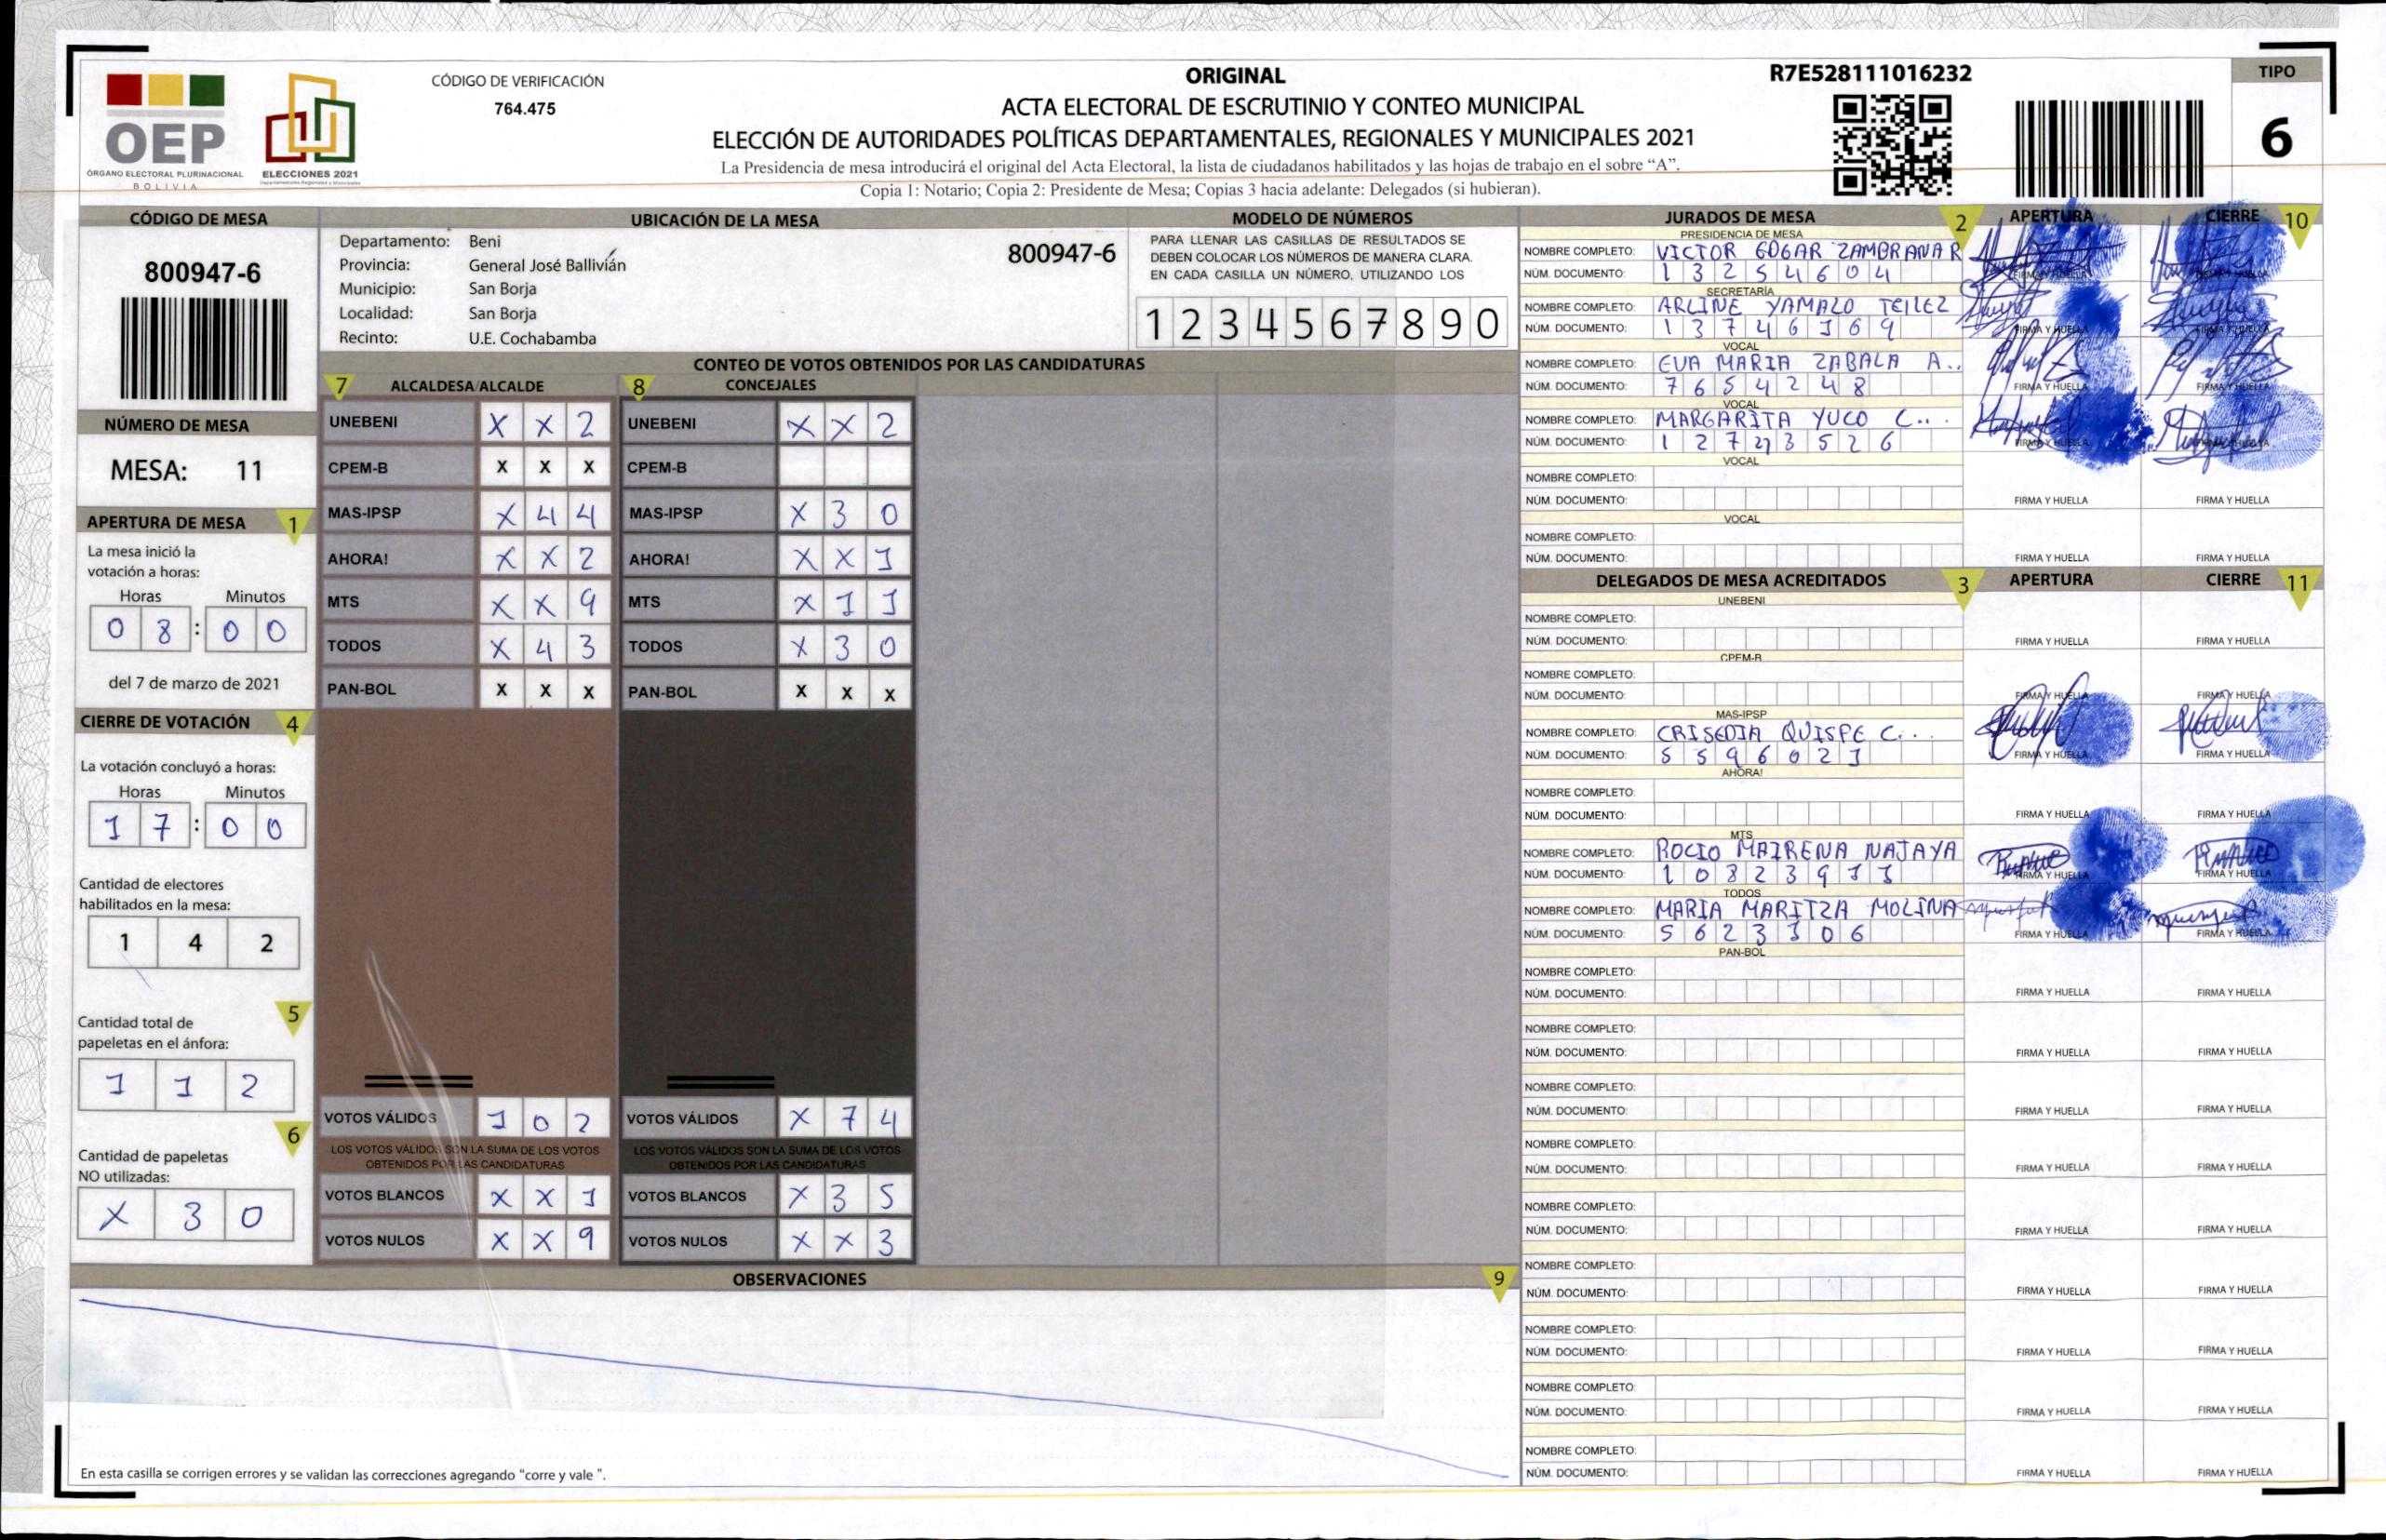 OEP
ÓRGANO ELECTORAL PLURINACIONAL
BOLIVIA
ELECCIONES 2021
CÓDIGO DE VERIFICACIÓN
764.475
ORIGINAL
ACTA ELECTORAL DE ESCRUTINIO Y CONTEO MUNICIPAL
ELECCIÓN DE AUTORIDADES POLÍTICAS DEPARTAMENTALES, REGIONALES Y MUNICIPALES 2021
La Presidencia de mesa introducirá el original del Acta Electoral, la lista de ciudadanos habilitados y las hojas de trabajo en el sobre “A”.
Copia 1: Notario; Copia 2: Presidente de Mesa; Copias 3 hacia adelante: Delegados (si hubieran).
R7E528111016232
TIPO
6
CÓDIGO DE MESA
800947-6
NÚMERO DE MESA
MESA: 11
APERTURA DE MESA 1
La mesa inició la
votación a horas:
Horas Minutos
0 8 : 0 0
del 7 de marzo de 2021
CIERRE DE VOTACIÓN 4
La votación concluyó a horas:
Horas Minutos
1 7 : 0 0
Cantidad de electores
habilitados en la mesa:
1 4 2
5
Cantidad total de
papeletas en el ánfora:
1 1 2
6
Cantidad de papeletas
NO utilizadas:
X 3 0
UBICACIÓN DE LA MESA
Departamento: Beni
800947-6
Provincia: General José Ballivián
Municipio: San Borja
Localidad: San Borja
Recinto: U.E. Cochabamba
MODELO DE NÚMEROS
PARA LLENAR LAS CASILLAS DE RESULTADOS SE
DEBEN COLOCAR LOS NÚMEROS DE MANERA CLARA.
EN CADA CASILLA UN NÚMERO, UTILIZANDO LOS
1 2 3 4 5 6 7 8 9 0
CONTEO DE VOTOS OBTENIDOS POR LAS CANDIDATURAS
7 ALCALDESA/ALCALDE 8 CONCEJALES
UNEBENI X X 2 UNEBENI X X 2
CPEM-B X X X CPEM-B
MAS-IPSP X 4 4 MAS-IPSP X 3 0
AHORA! X X 2 AHORA! X X 1
MTS X X 9 MTS X 1 1
TODOS X 4 3 TODOS X 3 0
PAN-BOL X X X PAN-BOL X X X
VOTOS VÁLIDOS 1 0 2 VOTOS VÁLIDOS X 7 4
LOS VOTOS VÁLIDOS SON LA SUMA DE LOS VOTOS LOS VOTOS VÁLIDOS SON LA SUMA DE LOS VOTOS
OBTENIDOS POR LAS CANDIDATURAS OBTENIDOS POR LAS CANDIDATURAS
VOTOS BLANCOS X X 1 VOTOS BLANCOS X 3 5
VOTOS NULOS X X 9 VOTOS NULOS X X 3
OBSERVACIONES 9
En esta casilla se corrigen errores y se validan las correcciones agregando “corre y vale ”.
JURADOS DE MESA 2 APERTURA CIERRE 10
PRESIDENCIA DE MESA
NOMBRE COMPLETO: VICTOR EDGAR ZAMBRANA R
NÚM. DOCUMENTO: 1 3 2 5 4 6 0 4 FIRMA Y HUELLA FIRMA Y HUELLA
SECRETARÍA
NOMBRE COMPLETO: ARLINE YAMALO TELLEZ
NÚM. DOCUMENTO: 1 3 7 4 6 1 6 9 FIRMA Y HUELLA FIRMA Y HUELLA
VOCAL
NOMBRE COMPLETO: EVA MARIA ZABALA A..
NÚM. DOCUMENTO: 7 6 5 4 2 4 8 FIRMA Y HUELLA FIRMA Y HUELLA
VOCAL
NOMBRE COMPLETO: MARGARITA YUCO C...
NÚM. DOCUMENTO: 1 2 7 3 5 2 6 FIRMA Y HUELLA FIRMA Y HUELLA
VOCAL
NOMBRE COMPLETO:
NÚM. DOCUMENTO: FIRMA Y HUELLA FIRMA Y HUELLA
VOCAL
NOMBRE COMPLETO:
NÚM. DOCUMENTO: FIRMA Y HUELLA FIRMA Y HUELLA
DELEGADOS DE MESA ACREDITADOS 3 APERTURA CIERRE 11
UNEBENI
NOMBRE COMPLETO:
NÚM. DOCUMENTO: FIRMA Y HUELLA FIRMA Y HUELLA
CPEM-B
NOMBRE COMPLETO:
NÚM. DOCUMENTO: FIRMA Y HUELLA FIRMA Y HUELLA
MAS-IPSP
NOMBRE COMPLETO: CRISEDIA QUISPE C...
NÚM. DOCUMENTO: 5 5 9 6 0 2 1 FIRMA Y HUELLA FIRMA Y HUELLA
AHORA!
NOMBRE COMPLETO:
NÚM. DOCUMENTO: FIRMA Y HUELLA FIRMA Y HUELLA
MTS
NOMBRE COMPLETO: ROCIO MAIRENA NAJAYA
NÚM. DOCUMENTO: 1 0 8 2 3 9 1 1 FIRMA Y HUELLA FIRMA Y HUELLA
TODOS
NOMBRE COMPLETO: MARIA MARITZA MOLINA
NÚM. DOCUMENTO: 5 6 2 3 1 0 6 FIRMA Y HUELLA FIRMA Y HUELLA
PAN-BOL
NOMBRE COMPLETO:
NÚM. DOCUMENTO: FIRMA Y HUELLA FIRMA Y HUELLA
NOMBRE COMPLETO:
NÚM. DOCUMENTO: FIRMA Y HUELLA FIRMA Y HUELLA
NOMBRE COMPLETO:
NÚM. DOCUMENTO: FIRMA Y HUELLA FIRMA Y HUELLA
NOMBRE COMPLETO:
NÚM. DOCUMENTO: FIRMA Y HUELLA FIRMA Y HUELLA
NOMBRE COMPLETO:
NÚM. DOCUMENTO: FIRMA Y HUELLA FIRMA Y HUELLA
NOMBRE COMPLETO:
NÚM. DOCUMENTO: FIRMA Y HUELLA FIRMA Y HUELLA
NOMBRE COMPLETO:
NÚM. DOCUMENTO: FIRMA Y HUELLA FIRMA Y HUELLA
NOMBRE COMPLETO:
NÚM. DOCUMENTO: FIRMA Y HUELLA FIRMA Y HUELLA
NOMBRE COMPLETO:
NÚM. DOCUMENTO: FIRMA Y HUELLA FIRMA Y HUELLA